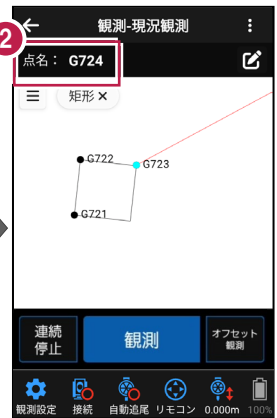 2
観測-現況観測
点名： G724
矩形 ×
G722
G723
G721
連続
停止
観測
オフセット
観測
観測設定 接続 自動追尾 リモコン 0.000m 100%